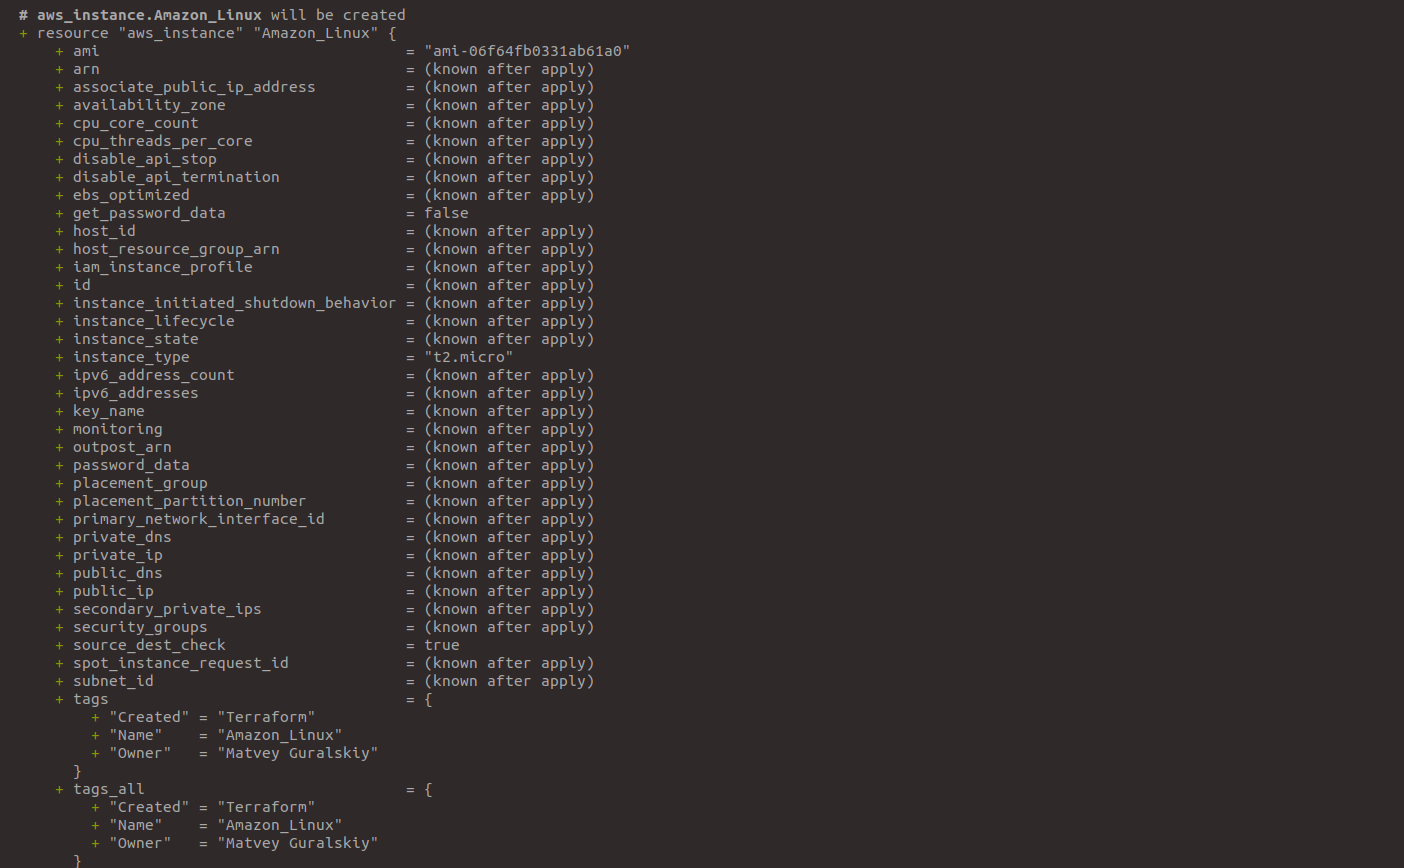 # aws_instance.Amazon_Linux will be created
+ resource "aws_instance" "Amazon_Linux" {
    + ami                                  = "ami-06f64fb0331ab61a0"
    + arn                                  = (known after apply)
    + associate_public_ip_address          = (known after apply)
    + availability_zone                    = (known after apply)
    + cpu_core_count                       = (known after apply)
    + cpu_threads_per_core                 = (known after apply)
    + disable_api_stop                     = (known after apply)
    + disable_api_termination              = (known after apply)
    + ebs_optimized                        = (known after apply)
    + get_password_data                    = false
    + host_id                              = (known after apply)
    + host_resource_group_arn              = (known after apply)
    + iam_instance_profile                 = (known after apply)
    + id                                   = (known after apply)
    + instance_initiated_shutdown_behavior = (known after apply)
    + instance_lifecycle                   = (known after apply)
    + instance_state                       = (known after apply)
    + instance_type                        = "t2.micro"
    + ipv6_address_count                   = (known after apply)
    + ipv6_addresses                       = (known after apply)
    + key_name                             = (known after apply)
    + monitoring                           = (known after apply)
    + outpost_arn                          = (known after apply)
    + password_data                        = (known after apply)
    + placement_group                      = (known after apply)
    + placement_partition_number           = (known after apply)
    + primary_network_interface_id         = (known after apply)
    + private_dns                          = (known after apply)
    + private_ip                           = (known after apply)
    + public_dns                           = (known after apply)
    + public_ip                            = (known after apply)
    + secondary_private_ips                = (known after apply)
    + security_groups                      = (known after apply)
    + source_dest_check                    = true
    + spot_instance_request_id             = (known after apply)
    + subnet_id                            = (known after apply)
    + tags                                 = {
        + "Created" = "Terraform"
        + "Name"    = "Amazon_Linux"
        + "Owner"   = "Matvey Guralskiy"
      }
    + tags_all                             = {
        + "Created" = "Terraform"
        + "Name"    = "Amazon_Linux"
        + "Owner"   = "Matvey Guralskiy"
      }